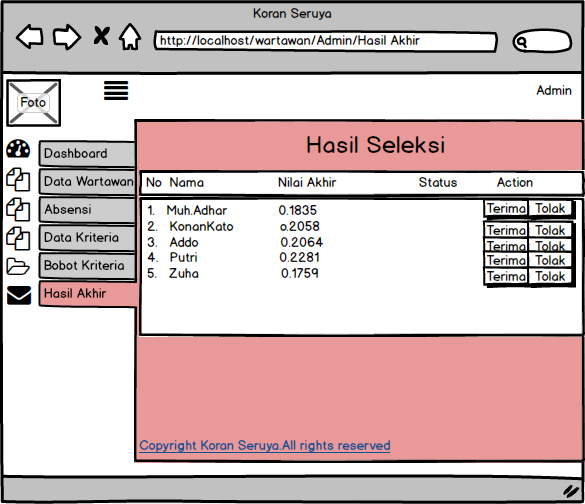 Koran Seruya
http://localhost/wartawan/Admin/Hasil Akhir
Foto
Admin
Hasil Seleksi
Dashboard
Data Wartawan
Absensi
Data Kriteria
Bobot Kriteria
Hasil Akhir
No Nama Nilai Akhir Status Action
1. Muh.Adhar 0.1835 Terima Tolak
2. KonanKato o.2058 Terima Tolak
3. Addo 0.2064 Terima Tolak
4. Putri 0.2281 Terima Tolak
5. Zuha 0.1759 Terima Tolak
Copyright Koran Seruya.All rights reserved